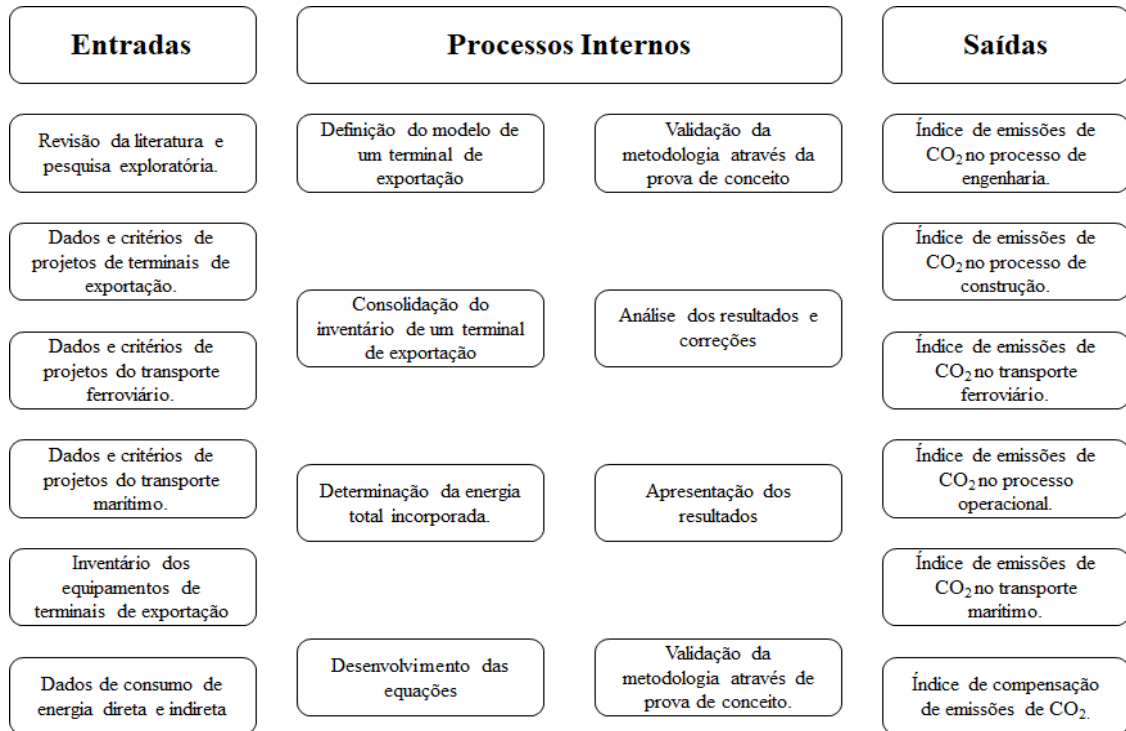 Entradas
Processos Internos
Saídas
Revisão da literatura e
pesquisa exploratória.
Dados e critérios de
projetos de terminais de
exportação.
Dados e critérios de
projetos do transporte
ferroviário.
Dados e critérios de
projetos do transporte
marítimo.
Inventário dos
equipamentos de
terminais de exportação
Dados de consumo de
energia direta e indireta
Definição do modelo de
um terminal de
exportação
Consolidação do
inventário de um terminal
de exportação
Determinação da energia
total incorporada.
Desenvolvimento das
equações
Validação da
metodologia através da
prova de conceito
Análise dos resultados e
correções
Apresentação dos
resultados
Validação da
metodologia através de
prova de conceito.
Índice de emissões de
CO₂ no processo de
engenharia.
Índice de emissões de
CO₂ no processo de
construção.
Índice de emissões de
CO₂ no transporte
ferroviário.
Índice de emissões de
CO₂ no processo
operacional.
Índice de emissões de
CO₂ no transporte
marítimo.
Índice de compensação
de emissões de CO₂.